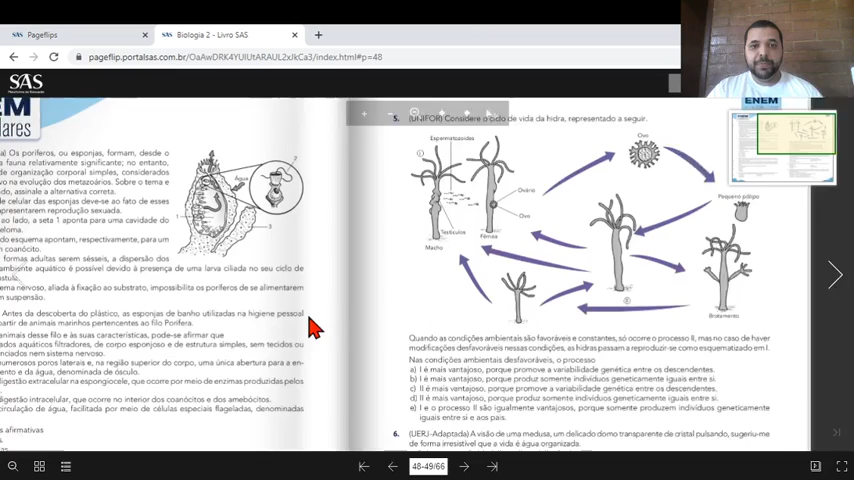 Pageflips
Biologia 2 - Livro SAS
pageflip.portalsas.com.br/OaAwDRK4YUIUtARAUL2xJkCa3/index.html#p=48
SAS
ENEM
EM
lares
a) Os poríferos, ou esponjas, formam, desde o
a fauna relativamente significante; no entanto,
de organização corporal simples, considerados
vo na evolução dos metazoários. Sobre o tema e
do, assinale a alternativa correta.
de celular das esponjas deve-se ao fato de esses
apresentarem reprodução sexuada.
ao lado, a seta 1 aponta para uma cavidade do
eloma.
do esquema apontam, respectivamente, para um
m coanócito.
formas adultas serem sésseis, a dispersão dos
ambiente aquático é possível devido à presença de uma larva ciliada no seu ciclo de
ema nervoso, aliada à fixação ao substrato, impossibilita os poríferos de se alimentarem
em suspensão.
Água
1
2
3
Antes da descoberta do plástico, as esponjas de banho utilizadas na higiene pessoal
partir de animais marinhos pertencentes ao filo Porifera.
animais desse filo e às suas características, pode-se afirmar que
ados aquáticos filtradores, de corpo esponjoso e de estrutura simples, sem tecidos ou
enciados nem sistema nervoso.
numerosos poros laterais e, na região superior do corpo, uma única abertura para a en-
ento e da água, denominada de ósculo.
digestão extracelular na espongiocele, que ocorre por meio de enzimas produzidas pelos
digestão intracelular, que ocorre no interior dos coanócitos e dos amebócitos.
circulação de água, facilitada por meio de células especiais flageladas, denominadas
s afirmativas
5. (UNIFOR) Considere o ciclo de vida da hidra, representado a seguir.
Espermatozoides
Ovo
I
Ovário
Ovo
Pequeno pólipo
Testículos
Fêmea
Macho
II
Brotamento
Quando as condições ambientais são favoráveis e constantes, só ocorre o processo II, mas no caso de haver
modificações desfavoráveis nessas condições, as hidras passam a reproduzir-se como esquematizado em I.
Nas condições ambientais desfavoráveis, o processo
a) I é mais vantajoso, porque promove a variabilidade genética entre os descendentes.
b) I é mais vantajoso, porque produz somente indivíduos geneticamente iguais entre si.
c) II é mais vantajoso, porque promove a variabilidade genética entre os descendentes.
d) II é mais vantajoso, porque produz somente indivíduos geneticamente iguais entre si.
e) I e o processo II são igualmente vantajosos, porque somente produzem indivíduos geneticamente
iguais entre si e aos pais.
6. (UERJ-Adaptada) A visão de uma medusa, um delicado domo transparente de cristal pulsando, sugeriu-me
de forma irresistível que a vida é água organizada.
48-49/66